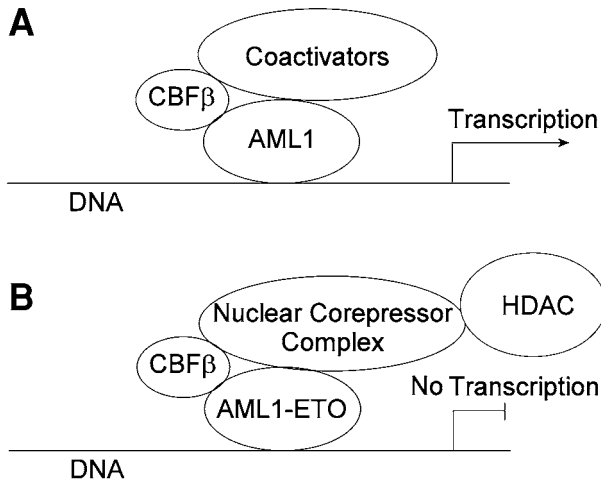 A
Coactivators
CBFβ
AML1
Transcription
DNA
B
Nuclear Corepressor
Complex
HDAC
CBFβ
AML1-ETO
No Transcription
DNA